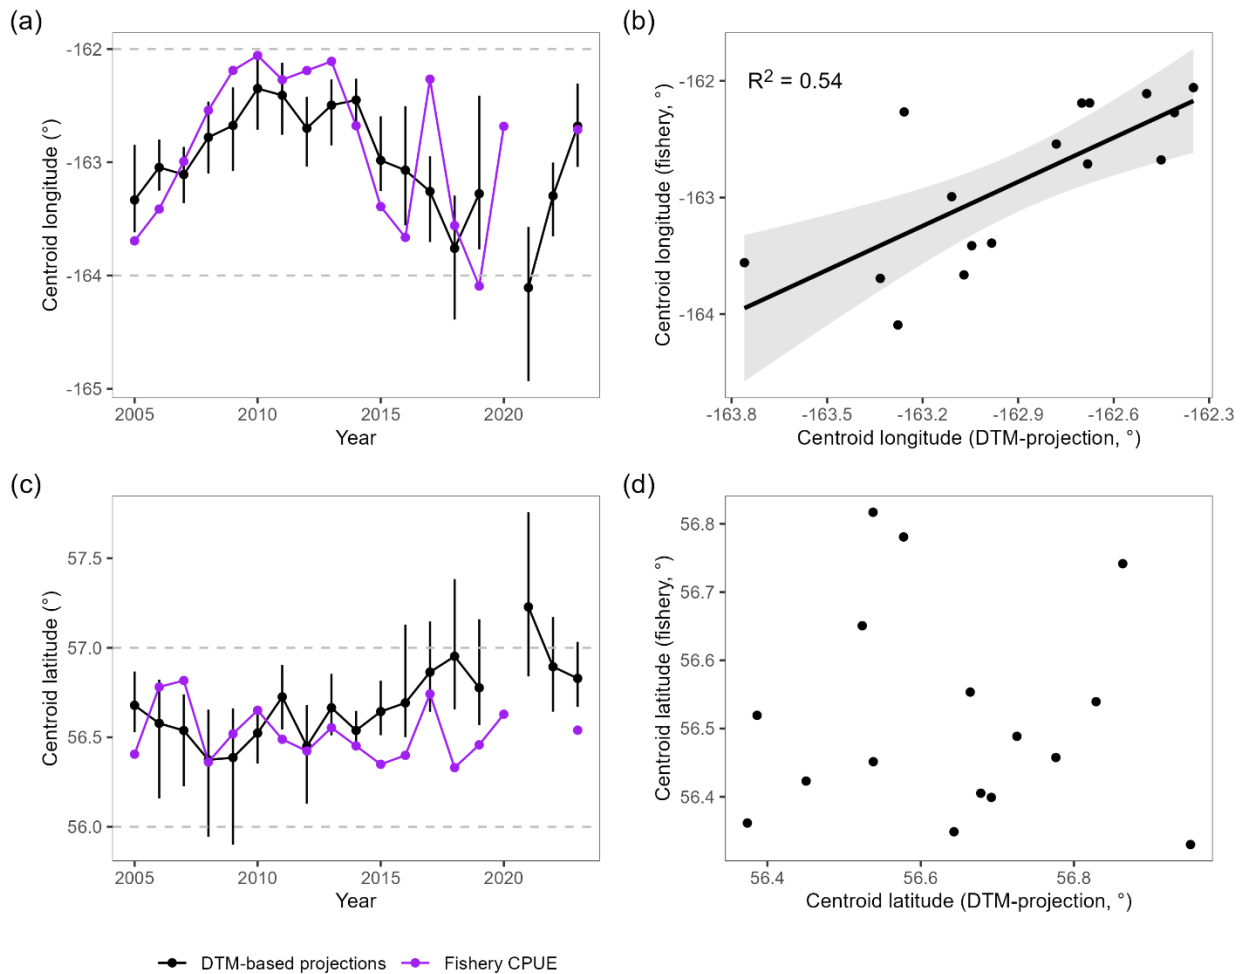 (a)
Centroid longitude (°)
-162
-163
-164
-165
2005
2010
2015
2020
Year
(b)
R² = 0.54
Centroid longitude (fishery, °)
-162
-163
-164
-163.8
-163.5
-163.2
-162.9
-162.6
-162.3
Centroid longitude (DTM-projection, °)
(c)
Centroid latitude (°)
57.5
57.0
56.5
56.0
2005
2010
2015
2020
Year
(d)
Centroid latitude (fishery, °)
56.8
56.7
56.6
56.5
56.4
56.4
56.6
56.8
Centroid latitude (DTM-projection, °)
DTM-based projections
Fishery CPUE